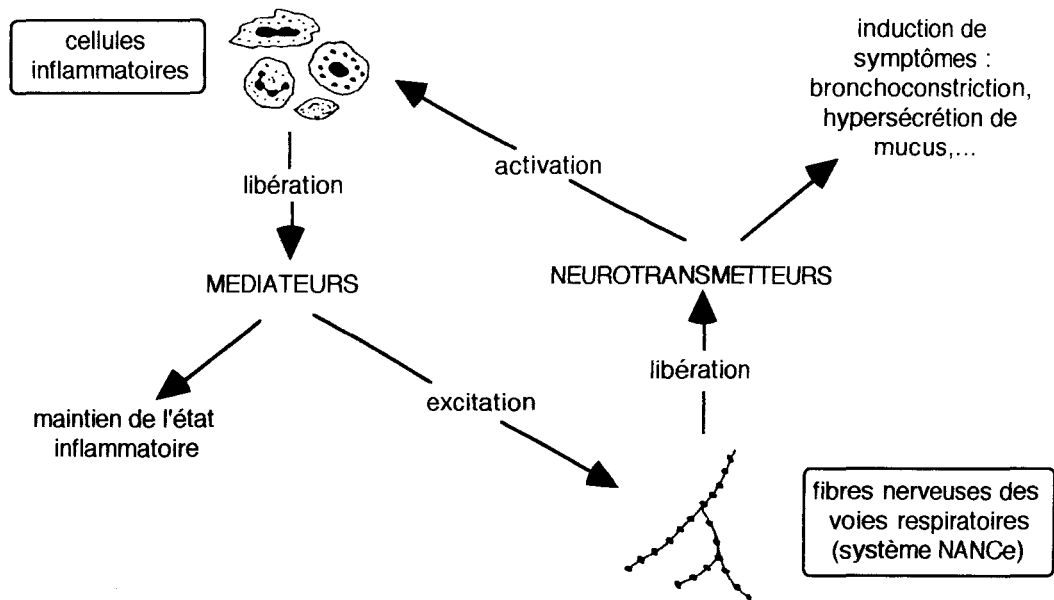 cellules
inflammatoires
induction de
symptômes :
bronchoconstriction,
hypersécrétion de
mucus,...
activation
libération
MEDIATEURS
NEUROTRANSMETTEURS
libération
excitation
maintien de l'état
inflammatoire
fibres nerveuses des
voies respiratoires
(système NANCe)